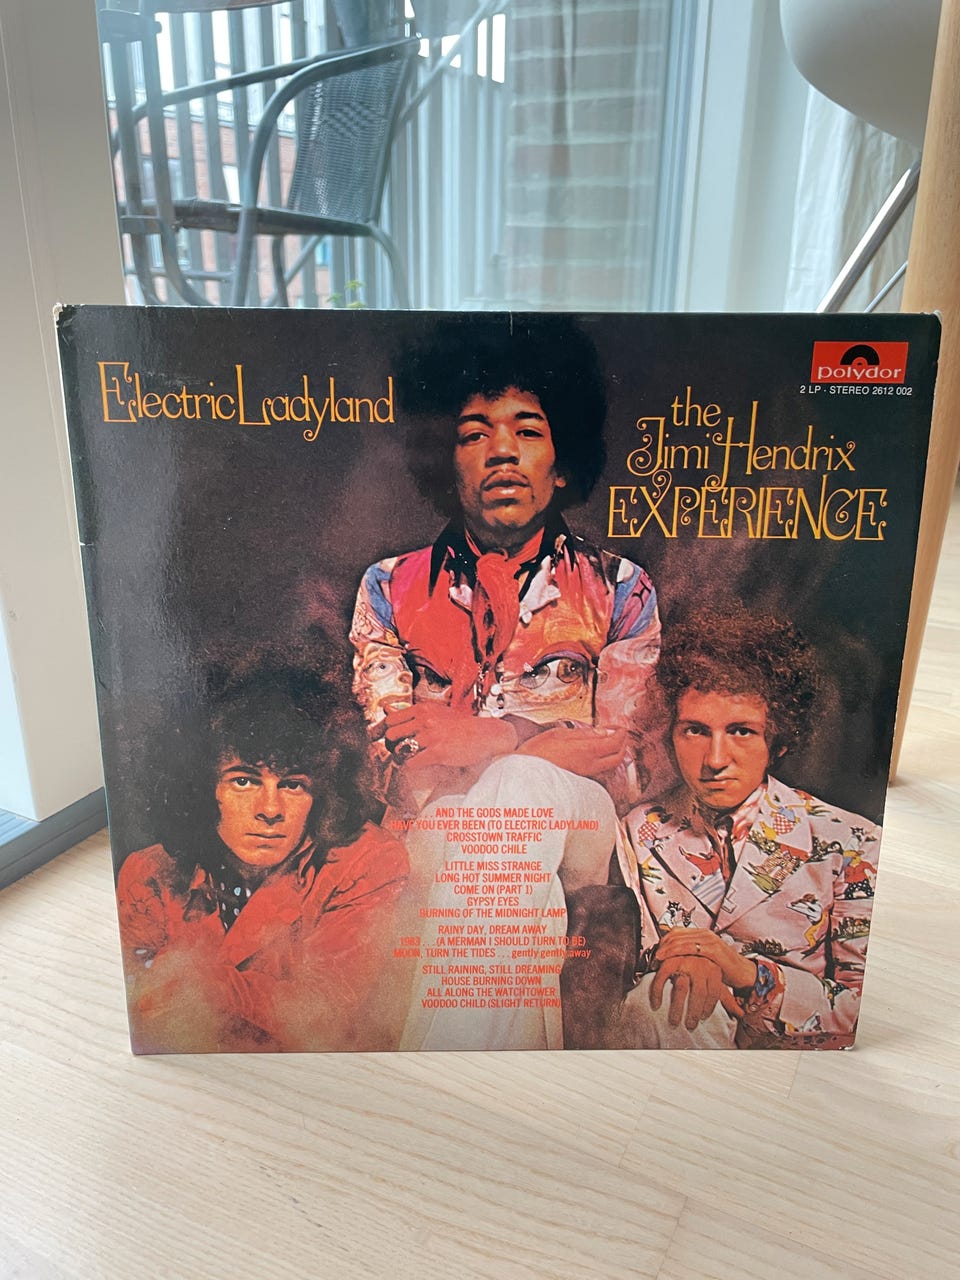 Electric Ladyland
polydor
2 LP · STEREO 2612 002
the
Jimi Hendrix
EXPERIENCE
. . . AND THE GODS MADE LOVE
HAVE YOU EVER BEEN (TO ELECTRIC LADYLAND)
CROSSTOWN TRAFFIC
VOODOO CHILE
LITTLE MISS STRANGE
LONG HOT SUMMER NIGHT
COME ON (PART 1)
GYPSY EYES
BURNING OF THE MIDNIGHT LAMP
RAINY DAY, DREAM AWAY
1983 . . . (A MERMAN I SHOULD TURN TO BE)
MOON, TURN THE TIDES . . . gently gently away
STILL RAINING, STILL DREAMING
HOUSE BURNING DOWN
ALL ALONG THE WATCHTOWER
VOODOO CHILD (SLIGHT RETURN)